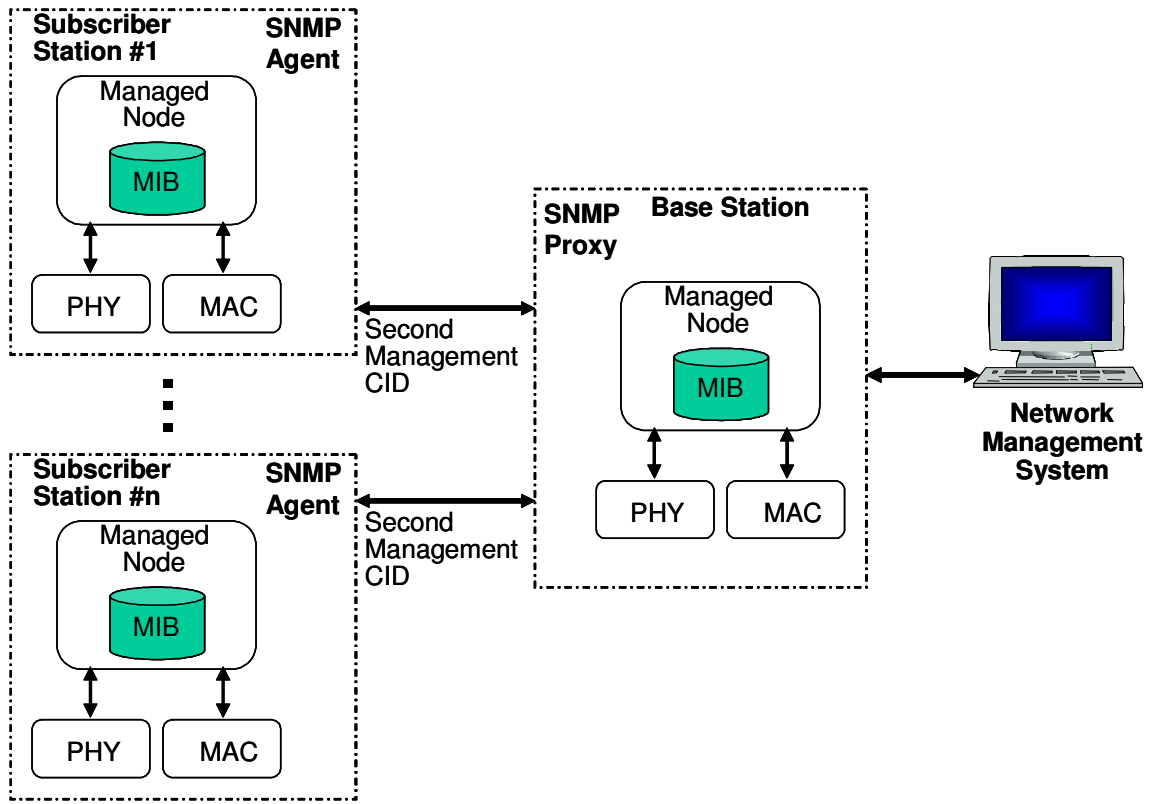 Subscriber
Station #1
SNMP
Agent
Managed
Node
MIB
PHY
MAC
Second
Management
CID
Subscriber
Station #n
SNMP
Agent
Managed
Node
MIB
PHY
MAC
Second
Management
CID
SNMP
Proxy
Base Station
Managed
Node
MIB
PHY
MAC
Network
Management
System